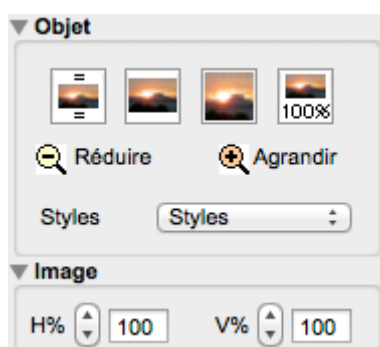 Objet
100%
Réduire Agrandir
Styles Styles
Image
H% 100 V% 100